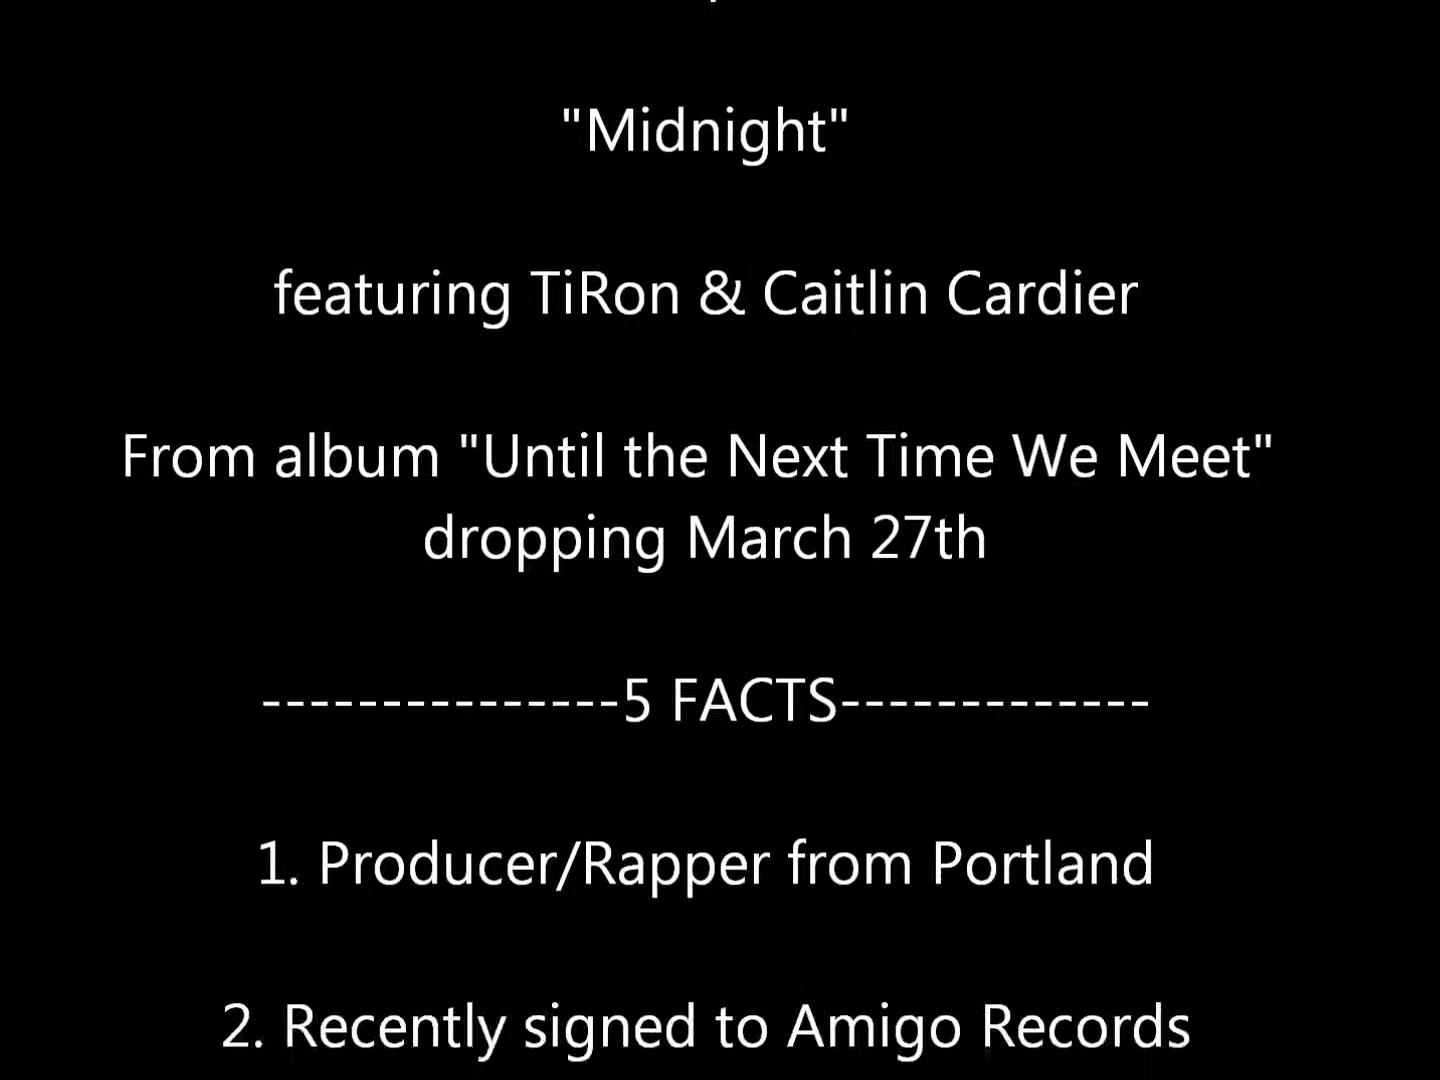 "Midnight"
featuring TiRon & Caitlin Cardier
From album "Until the Next Time We Meet"
dropping March 27th
---------------5 FACTS-------------
1. Producer/Rapper from Portland
2. Recently signed to Amigo Records